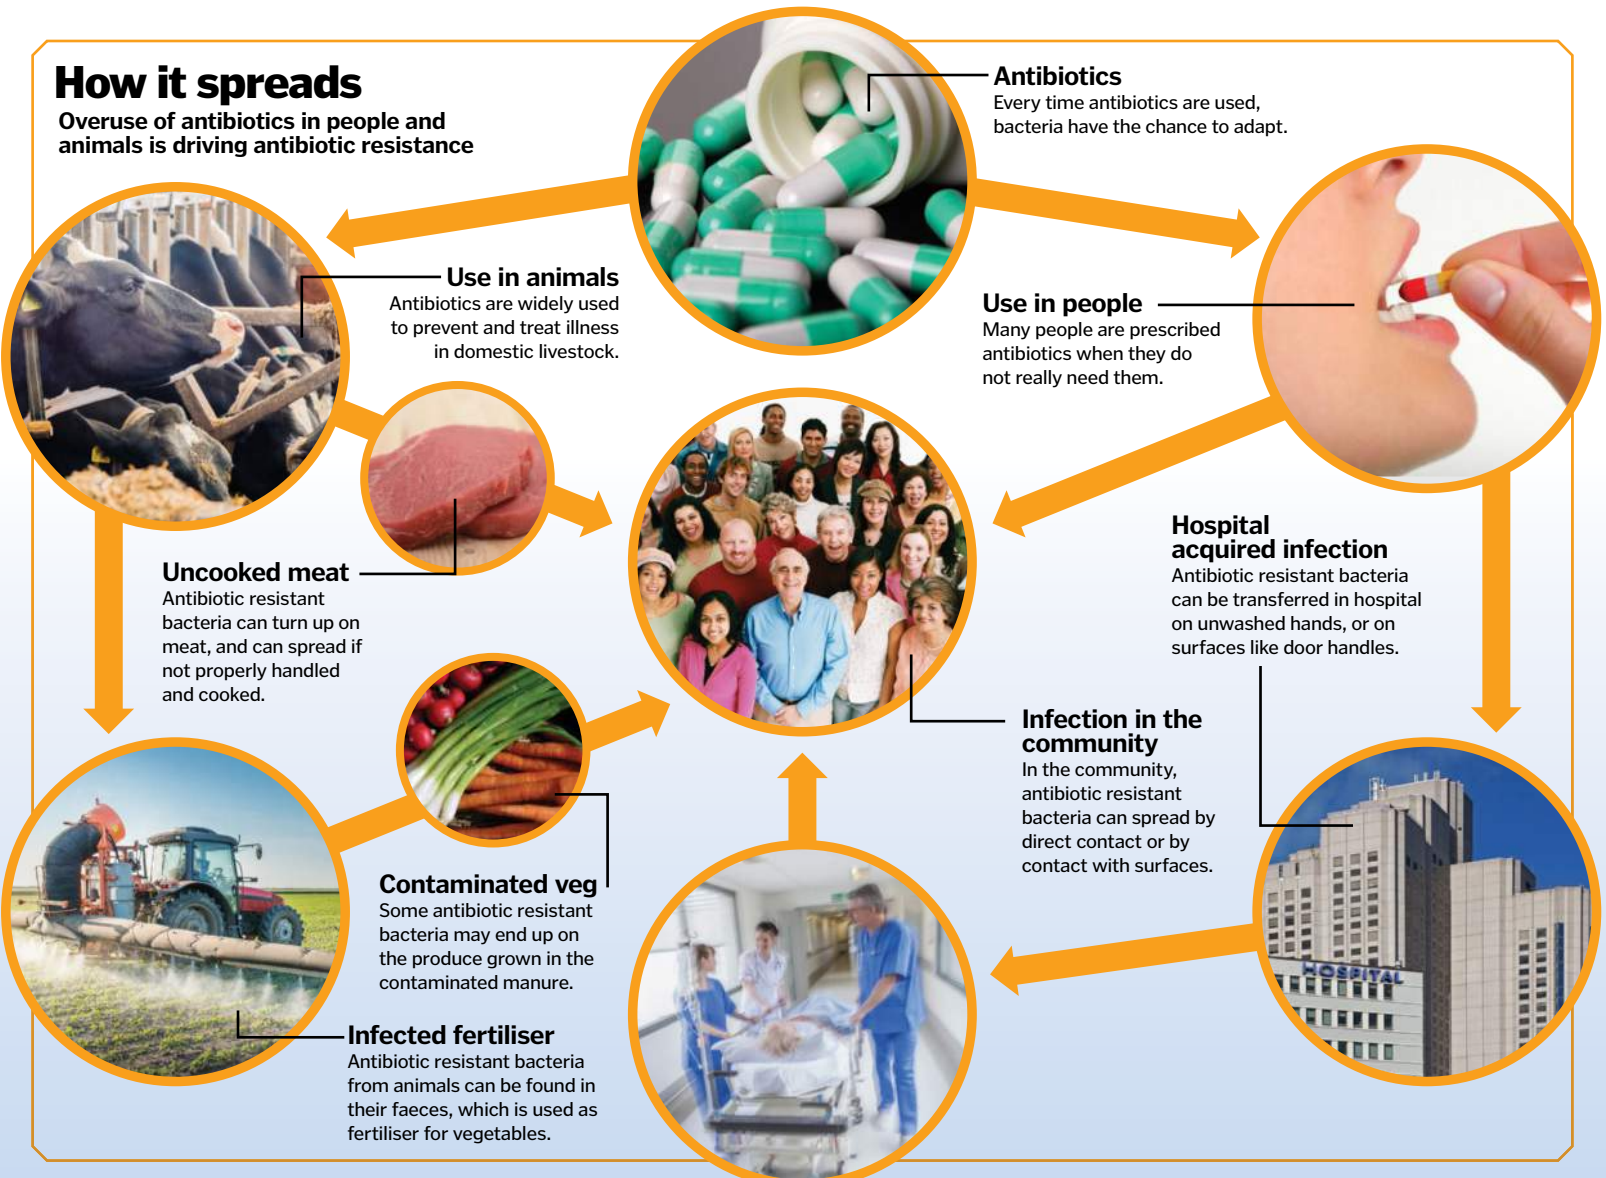 How it spreads
Overuse of antibiotics in people and
animals is driving antibiotic resistance
Antibiotics
Every time antibiotics are used,
bacteria have the chance to adapt.
Use in animals
Antibiotics are widely used
to prevent and treat illness
in domestic livestock.
Use in people
Many people are prescribed
antibiotics when they do
not really need them.
Uncooked meat
Antibiotic resistant
bacteria can turn up on
meat, and can spread if
not properly handled
and cooked.
Hospital
acquired infection
Antibiotic resistant bacteria
can be transferred in hospital
on unwashed hands, or on
surfaces like door handles.
Infection in the
community
In the community,
antibiotic resistant
bacteria can spread by
direct contact or by
contact with surfaces.
Contaminated veg
Some antibiotic resistant
bacteria may end up on
the produce grown in the
contaminated manure.
Infected fertiliser
Antibiotic resistant bacteria
from animals can be found in
their faeces, which is used as
fertiliser for vegetables.
HOSPITAL